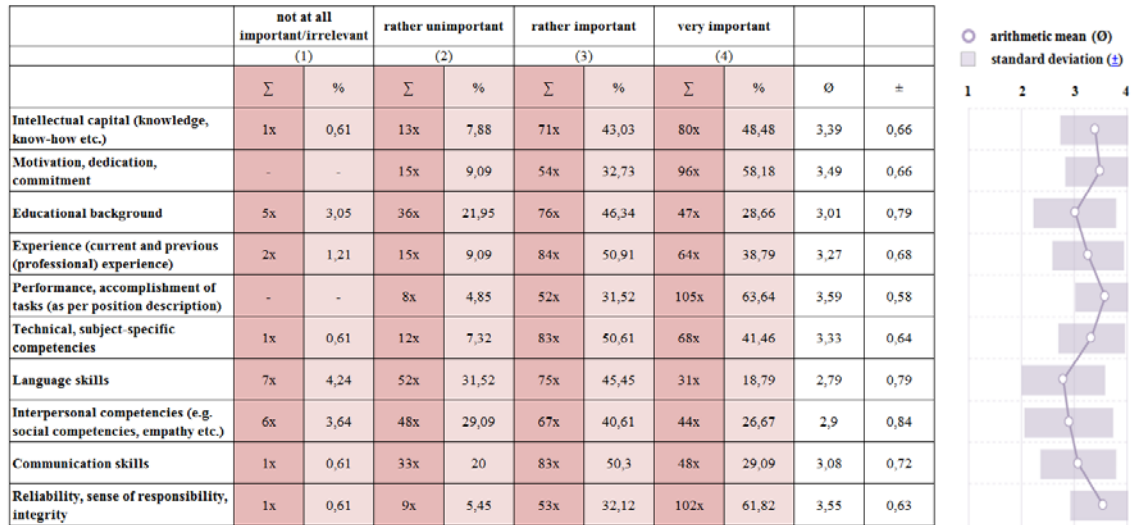 not at all important/irrelevant rather unimportant rather important very important
(1) (2) (3) (4)
Σ % Σ % Σ % Σ % Ø ±
Intellectual capital (knowledge, know-how etc.) 1x 0,61 13x 7,88 71x 43,03 80x 48,48 3,39 0,66
Motivation, dedication, commitment - - 15x 9,09 54x 32,73 96x 58,18 3,49 0,66
Educational background 5x 3,05 36x 21,95 76x 46,34 47x 28,66 3,01 0,79
Experience (current and previous (professional) experience) 2x 1,21 15x 9,09 84x 50,91 64x 38,79 3,27 0,68
Performance, accomplishment of tasks (as per position description) - - 8x 4,85 52x 31,52 105x 63,64 3,59 0,58
Technical, subject-specific competencies 1x 0,61 12x 7,32 83x 50,61 68x 41,46 3,33 0,64
Language skills 7x 4,24 52x 31,52 75x 45,45 31x 18,79 2,79 0,79
Interpersonal competencies (e.g. social competencies, empathy etc.) 6x 3,64 48x 29,09 67x 40,61 44x 26,67 2,9 0,84
Communication skills 1x 0,61 33x 20 83x 50,3 48x 29,09 3,08 0,72
Reliability, sense of responsibility, integrity 1x 0,61 9x 5,45 53x 32,12 102x 61,82 3,55 0,63
arithmetic mean (Ø)
standard deviation (±)
1 2 3 4